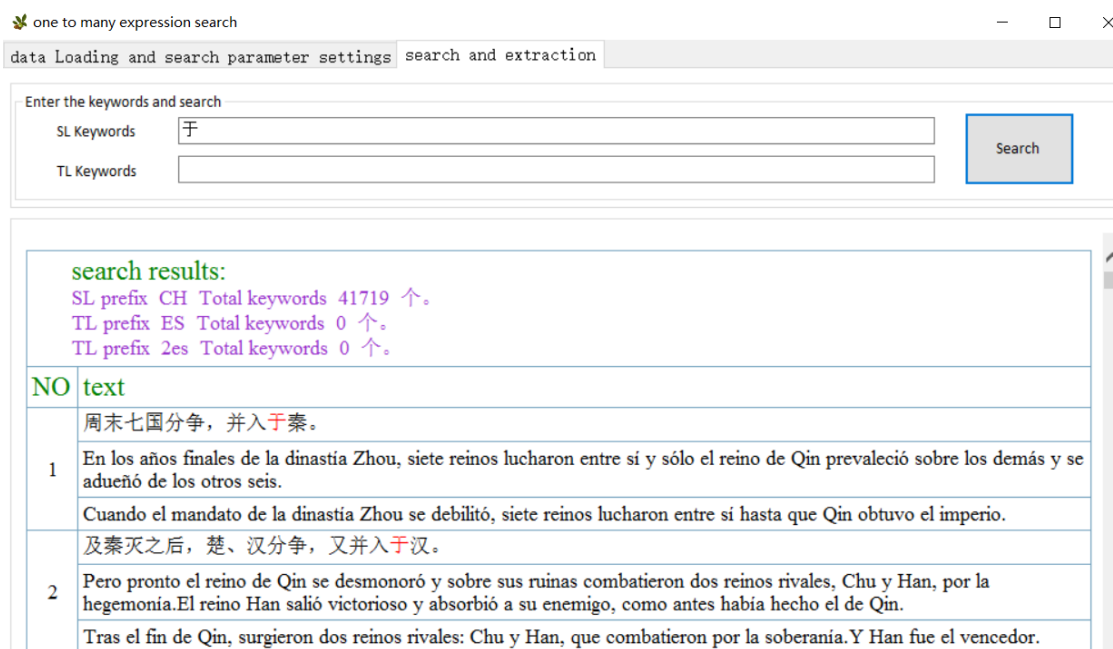 one to many expression search
data Loading and search parameter settings search and extraction
Enter the keywords and search
SL Keywords 于
Search
TL Keywords
search results:
SL prefix CH Total keywords 41719 个。
TL prefix ES Total keywords 0 个。
TL prefix 2es Total keywords 0 个。
NO text
周末七国分争，并入于秦。
1
En los años finales de la dinastía Zhou, siete reinos lucharon entre sí y sólo el reino de Qin prevaleció sobre los demás y se
adueñó de los otros seis.
Cuando el mandato de la dinastía Zhou se debilitó, siete reinos lucharon entre sí hasta que Qin obtuvo el imperio.
及秦灭之后，楚、汉分争，又并入于汉。
2
Pero pronto el reino de Qin se desmonoró y sobre sus ruinas combatieron dos reinos rivales, Chu y Han, por la
hegemonía.El reino Han salió victorioso y absorbió a su enemigo, como antes había hecho el de Qin.
Tras el fin de Qin, surgieron dos reinos rivales: Chu y Han, que combatieron por la soberanía.Y Han fue el vencedor.